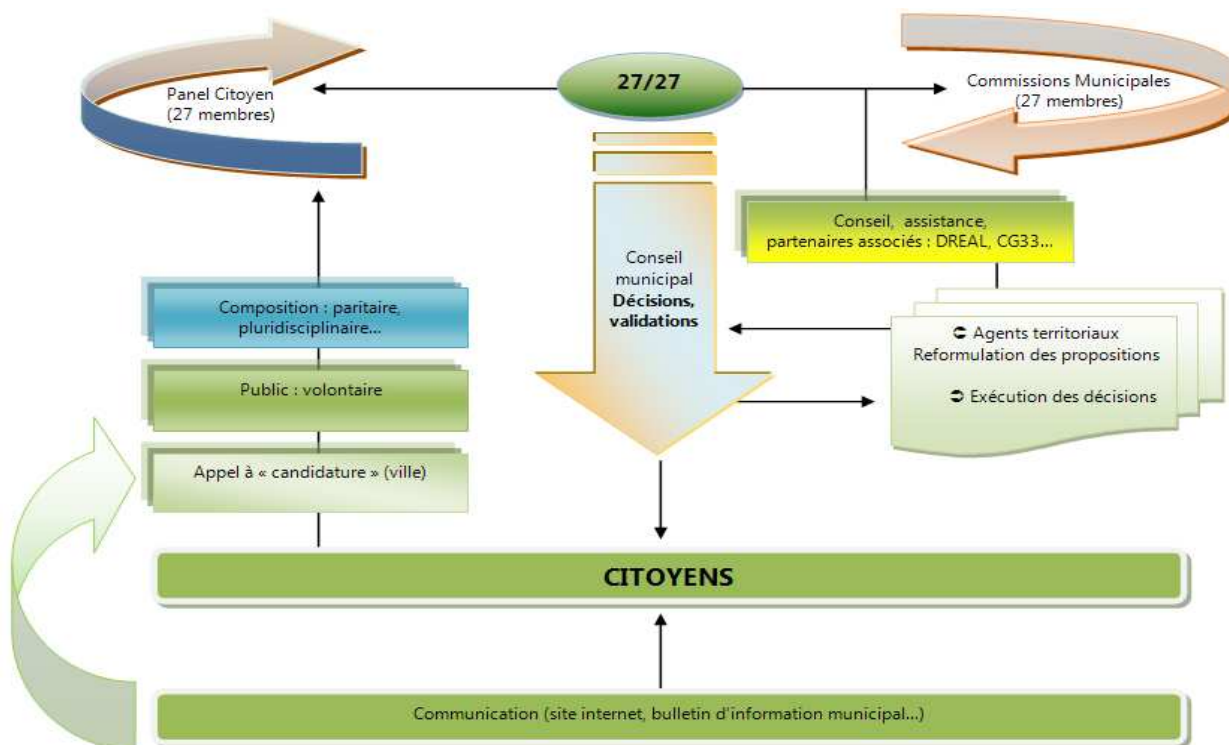 27/27
Panel Citoyen
(27 membres)
Commissions Municipales
(27 membres)
Conseil, assistance,
partenaires associés : DREAL, CG33...
Conseil
municipal
Décisions,
validations
Composition : paritaire,
pluridisciplinaire...
➲ Agents territoriaux
Reformulation des propositions
➲ Exécution des décisions
Public : volontaire
Appel à « candidature » (ville)
CITOYENS
Communication (site internet, bulletin d'information municipal...)